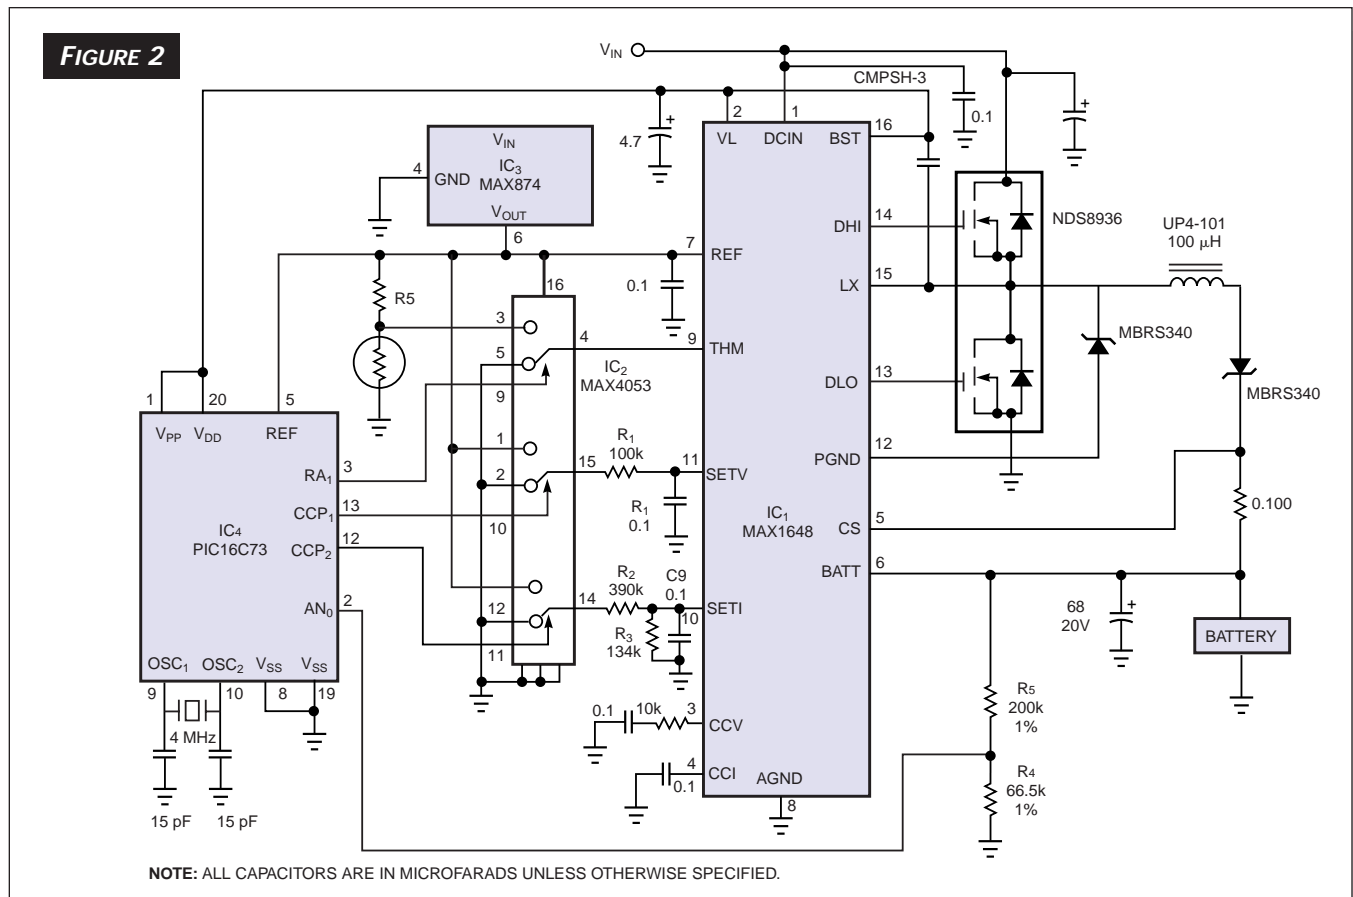 FIGURE 2
VIN
CMPSH-3
0.1
+
4.7
+
2
1
16
VL
DCIN
BST
VIN
IC3
MAX874
4
GND
VOUT
6
14
DHI
NDS8936
UP4-101
100 µH
7
REF
15
LX
R5
0.1
16
3
4
9
THM
MBRS340
5
IC2
MAX4053
13
DLO
MBRS340
9
1
20
5
VPP
VDD
REF
1
R1
100k
12
PGND
3
RA1
2
15
11
SETV
13
CCP1
10
R1
0.1
IC1
MAX1648
0.100
5
CS
IC4
PIC16C73
12
CCP2
6
BATT
R2
390k
C9
0.1
2
AN0
12
14
10
SETI
68
20V
+
BATTERY
11
R3
134k
OSC1
OSC2
VSS
VSS
9
10
8
19
4 MHz
R5
200k
1%
0.1
10k
3
CCV
4
CCI
0.1
AGND
8
R4
66.5k
1%
15 pF
15 pF
NOTE: ALL CAPACITORS ARE IN MICROFARADS UNLESS OTHERWISE SPECIFIED.